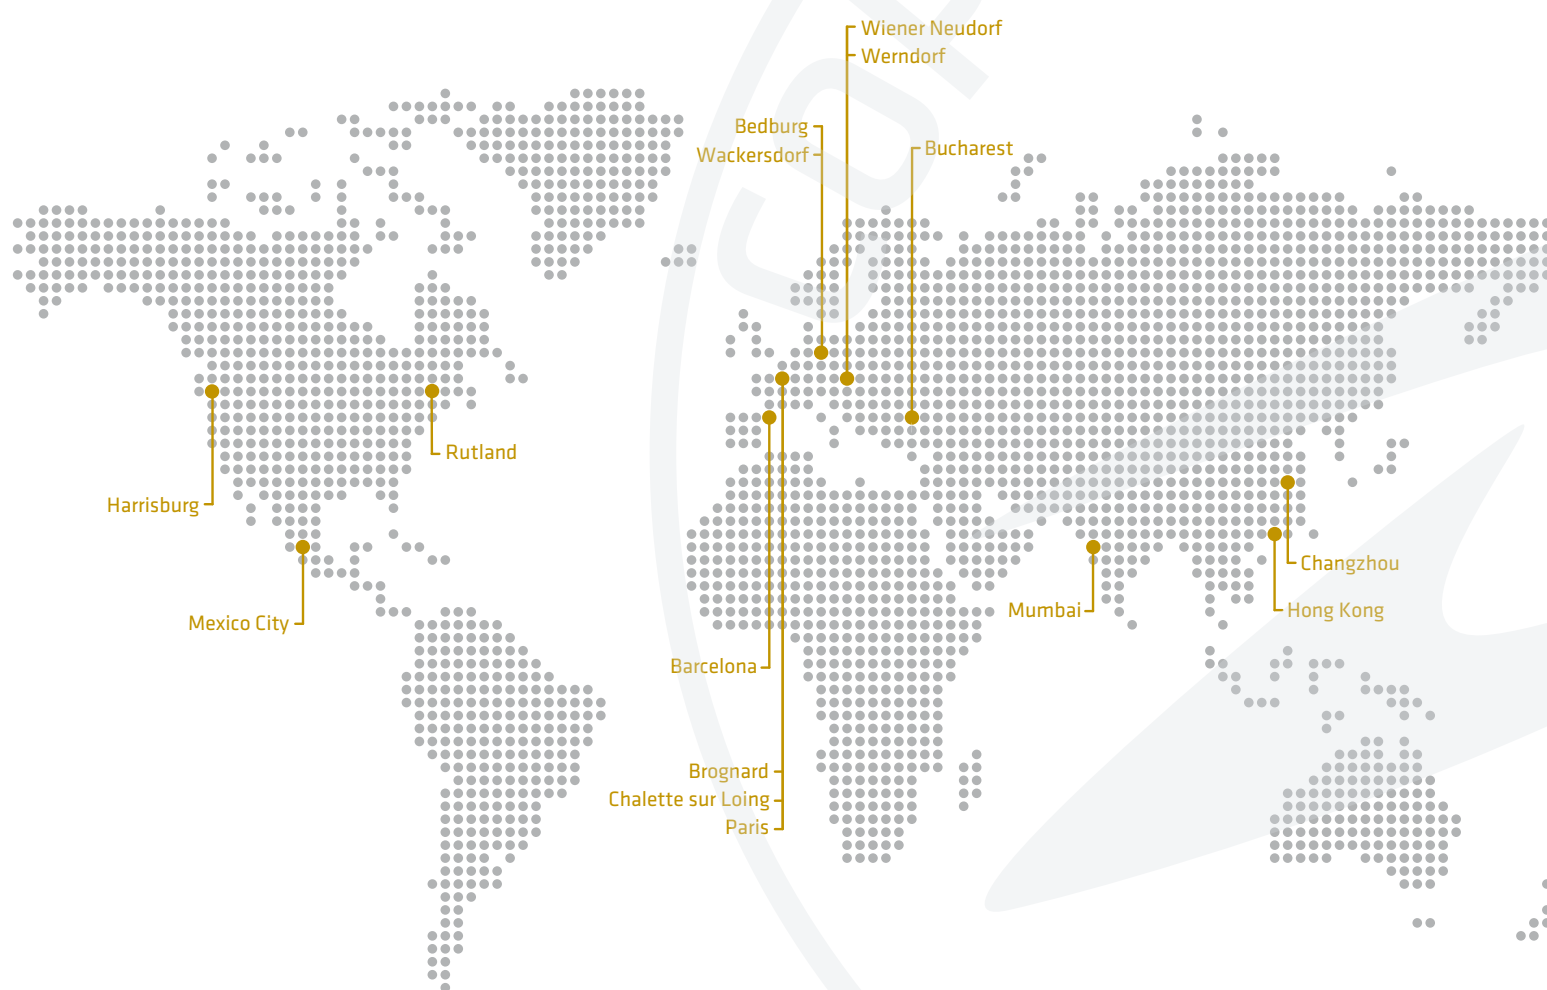 Wiener Neudorf
Werndorf
Bedburg
Wackersdorf
Bucharest
Rutland
Harrisburg
Mexico City
Changzhou
Mumbai
Hong Kong
Barcelona
Brognard
Chalette sur Loing
Paris